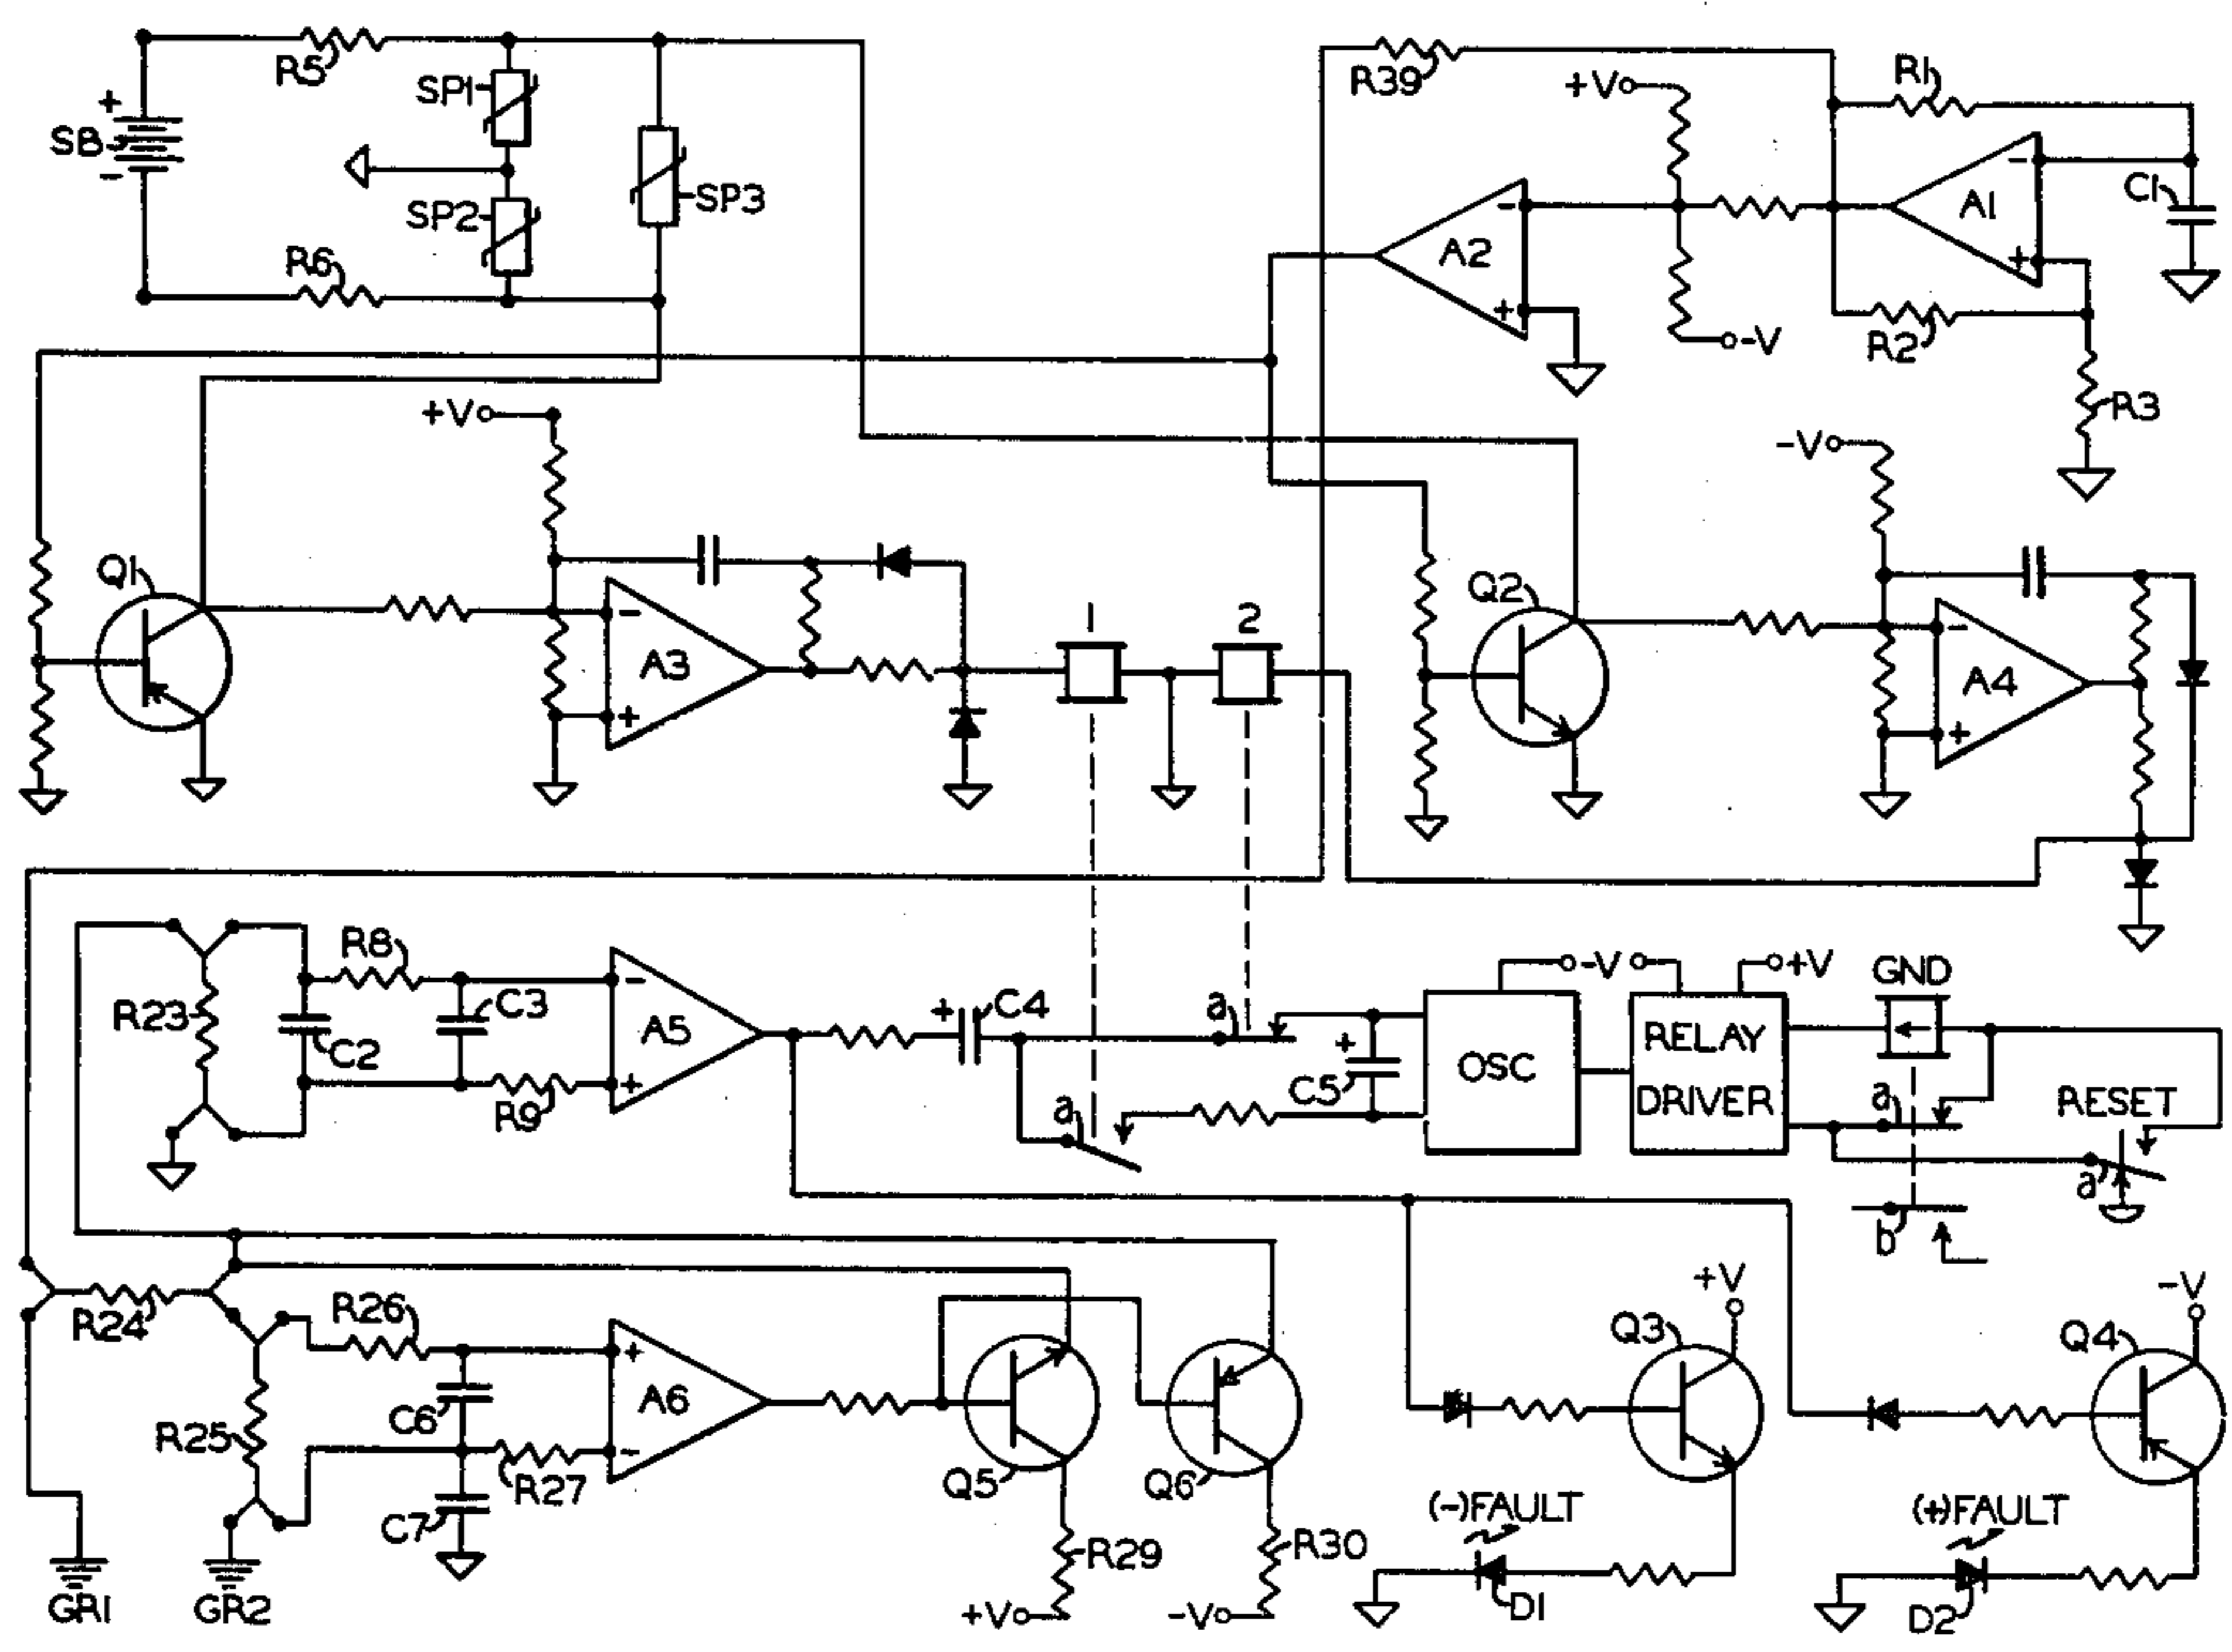 R5
SP1
+
SB
-
SP2
SP3
R6
R39
+V
R1
-
A1
+
C1
-
A2
+
-V
R2
R3
+V
-V
Q1
-
A3
+
1
2
Q2
-
A4
+
R8
R23
C2
C3
-
A5
+
R9
+
C4
a
a
+
C5
OSC
-V
+V
RELAY
DRIVER
GND
a
RESET
a
b
R24
R26
R25
C6
R27
C7
+
A6
-
GR1
GR2
Q5
Q6
R29
R30
+V
-V
Q3
+V
Q4
-V
(-)FAULT
D1
(+)FAULT
D2